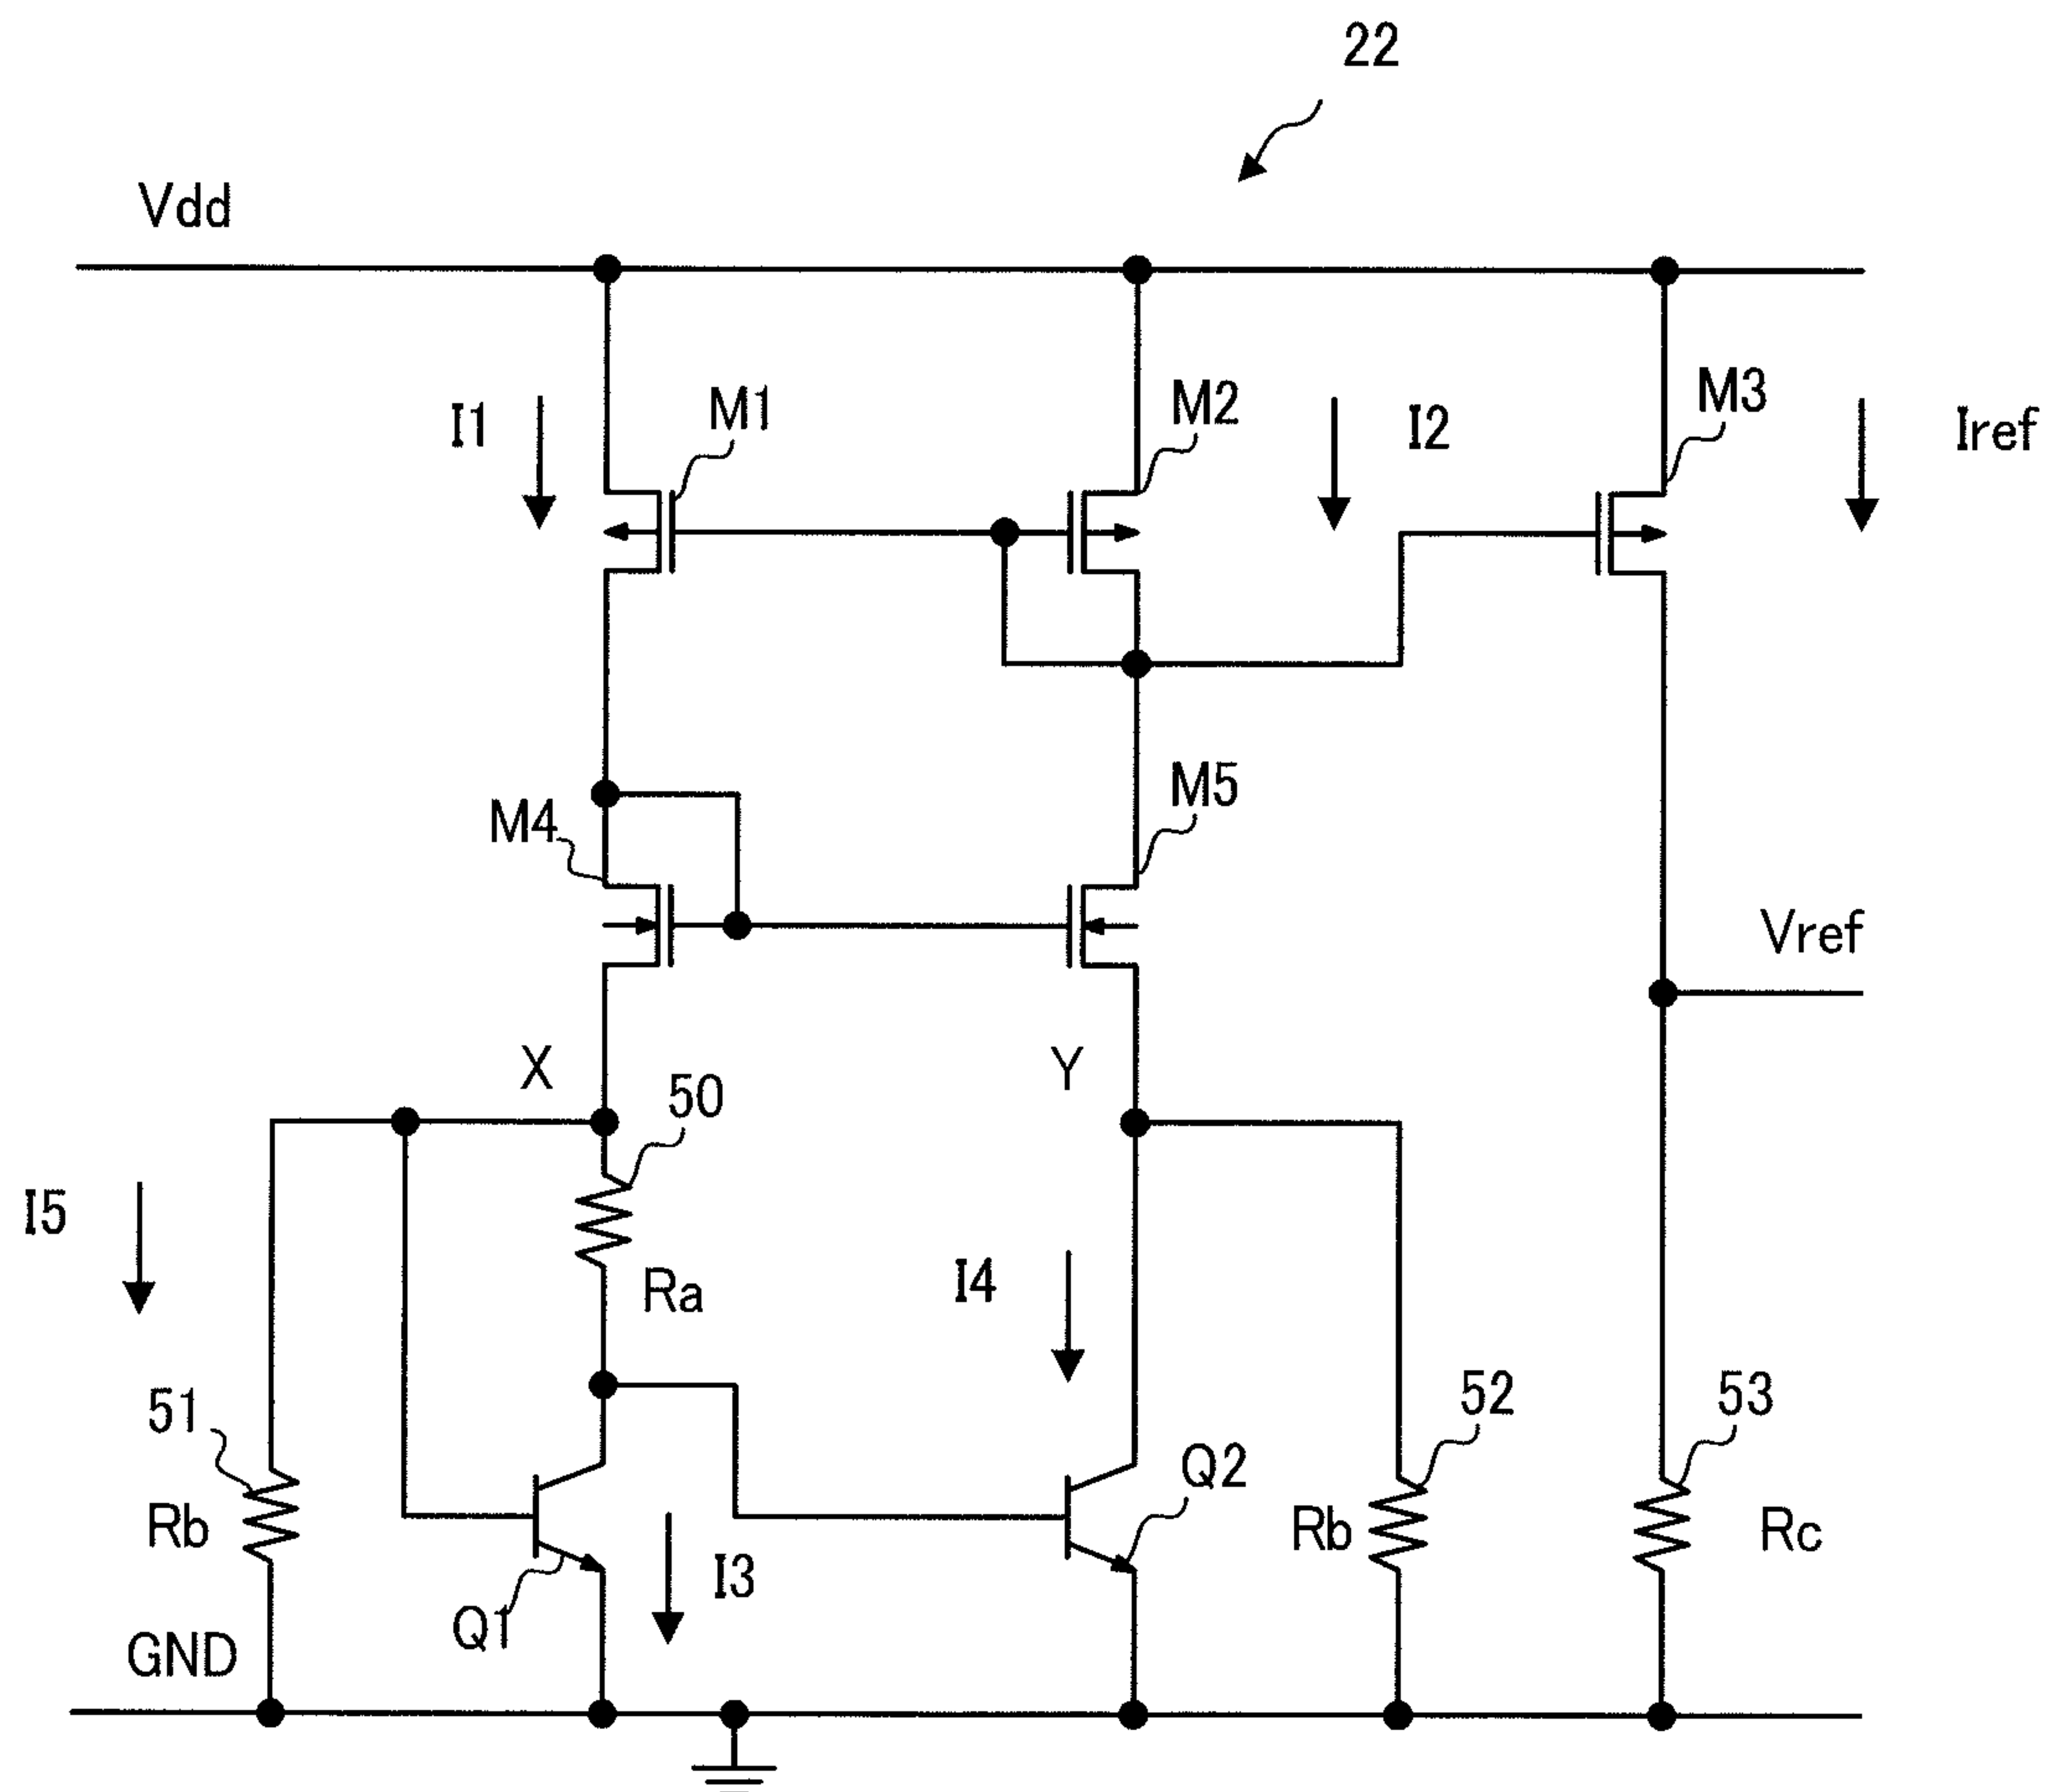 22
Vdd
I1
M1
M2
I2
M3
Iref
M4
M5
Vref
X
Y
50
I5
Ra
I4
51
52
53
Rb
Q2
Rb
Rc
I3
Q1
GND